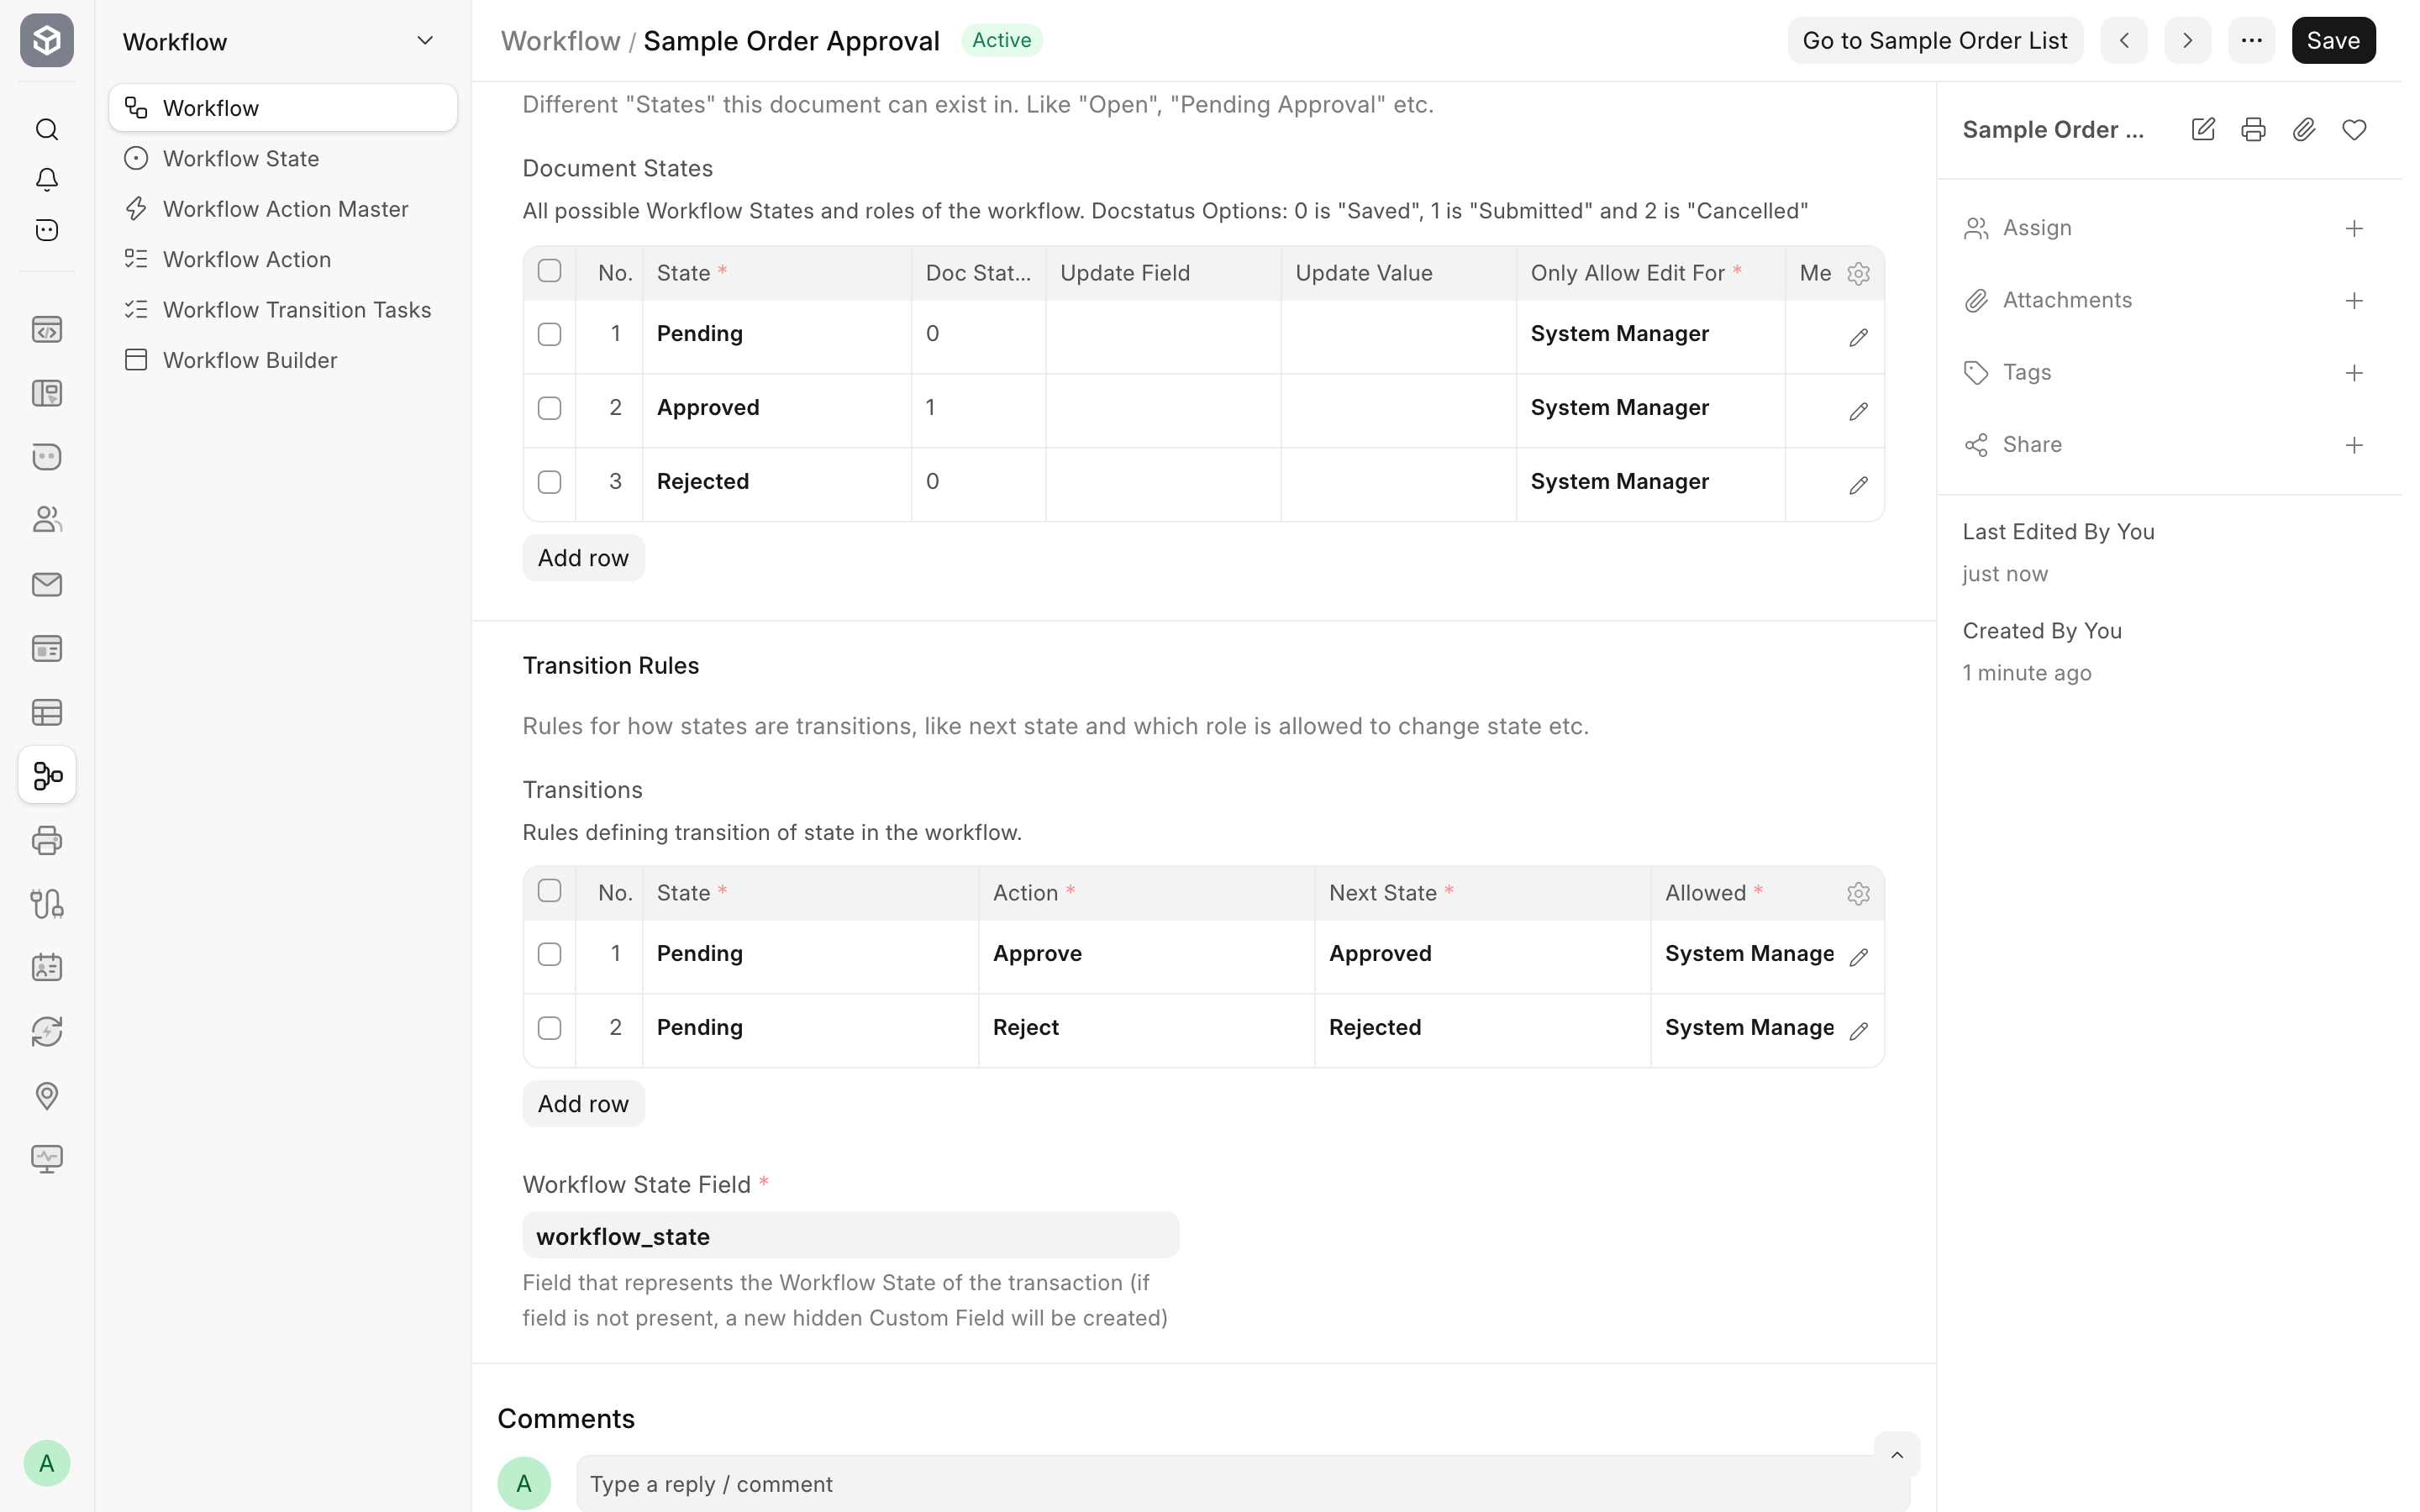 Workflow
Workflow / Sample Order Approval
Active
Go to Sample Order List
Save
Workflow
Workflow State
Workflow Action Master
Workflow Action
Workflow Transition Tasks
Workflow Builder
Different "States" this document can exist in. Like "Open", "Pending Approval" etc.
Document States
All possible Workflow States and roles of the workflow. Docstatus Options: 0 is "Saved", 1 is "Submitted" and 2 is "Cancelled"
No. State * Doc Stat... Update Field Update Value Only Allow Edit For * Me
1 Pending 0 System Manager
2 Approved 1 System Manager
3 Rejected 0 System Manager
Add row
Transition Rules
Rules for how states are transitions, like next state and which role is allowed to change state etc.
Transitions
Rules defining transition of state in the workflow.
No. State * Action * Next State * Allowed *
1 Pending Approve Approved System Manage
2 Pending Reject Rejected System Manage
Add row
Workflow State Field *
workflow_state
Field that represents the Workflow State of the transaction (if
field is not present, a new hidden Custom Field will be created)
Comments
A
Type a reply / comment
Sample Order ...
Assign
Attachments
Tags
Share
Last Edited By You
just now
Created By You
1 minute ago
A